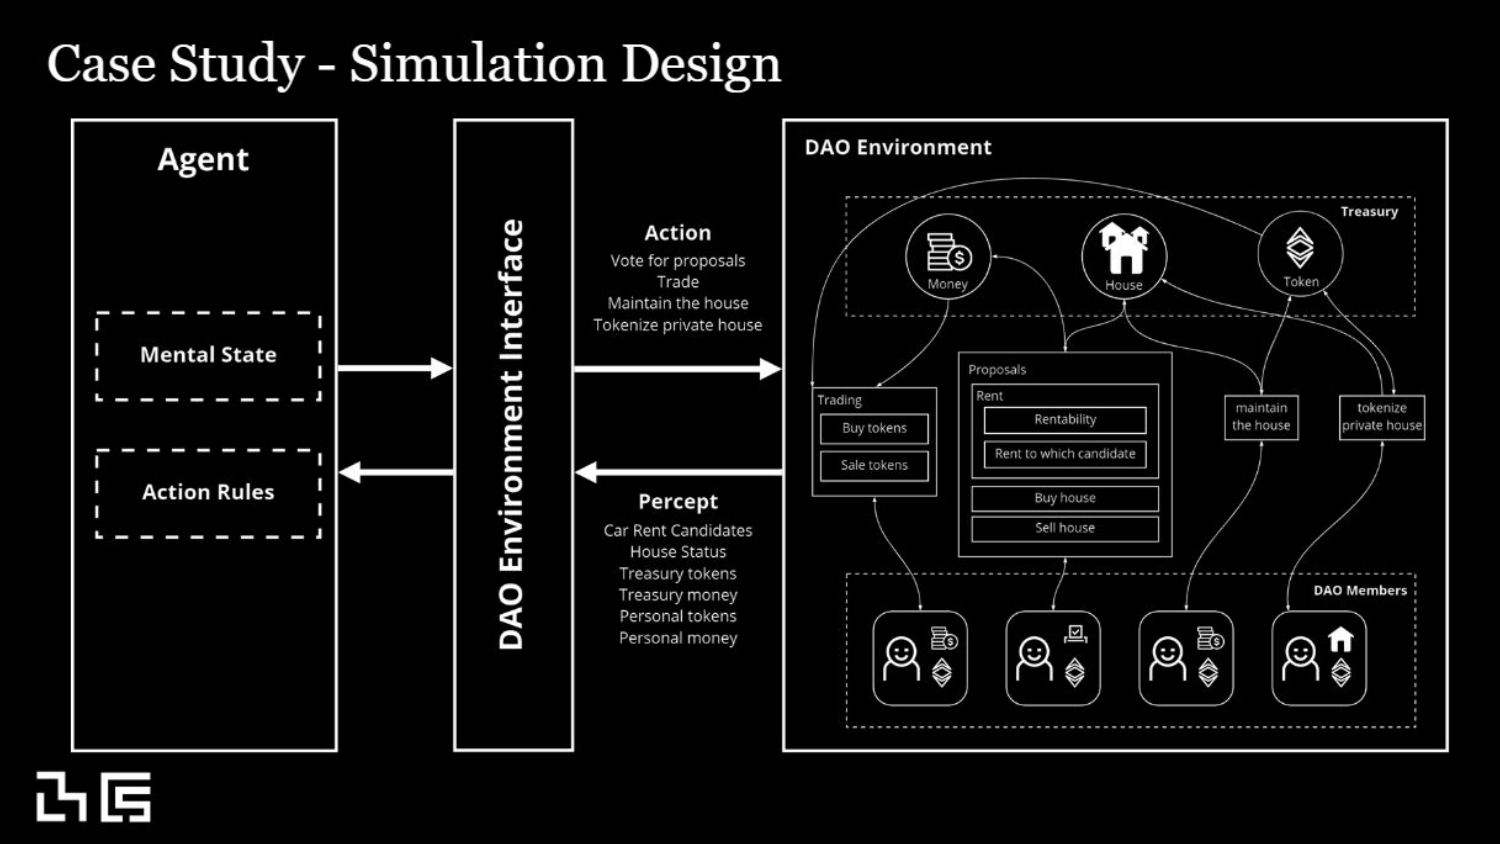 Case Study - Simulation Design
Agent
Mental State
Action Rules
DAO Environment Interface
Action
Vote for proposals
Trade
Maintain the house
Tokenize private house
Percept
Car Rent Candidates
House Status
Treasury tokens
Treasury money
Personal tokens
Personal money
DAO Environment
Treasury
Money
House
Token
Trading
Buy tokens
Sale tokens
Proposals
Rent
Rentability
Rent to which candidate
Buy house
Sell house
maintain
the house
tokenize
private house
DAO Members